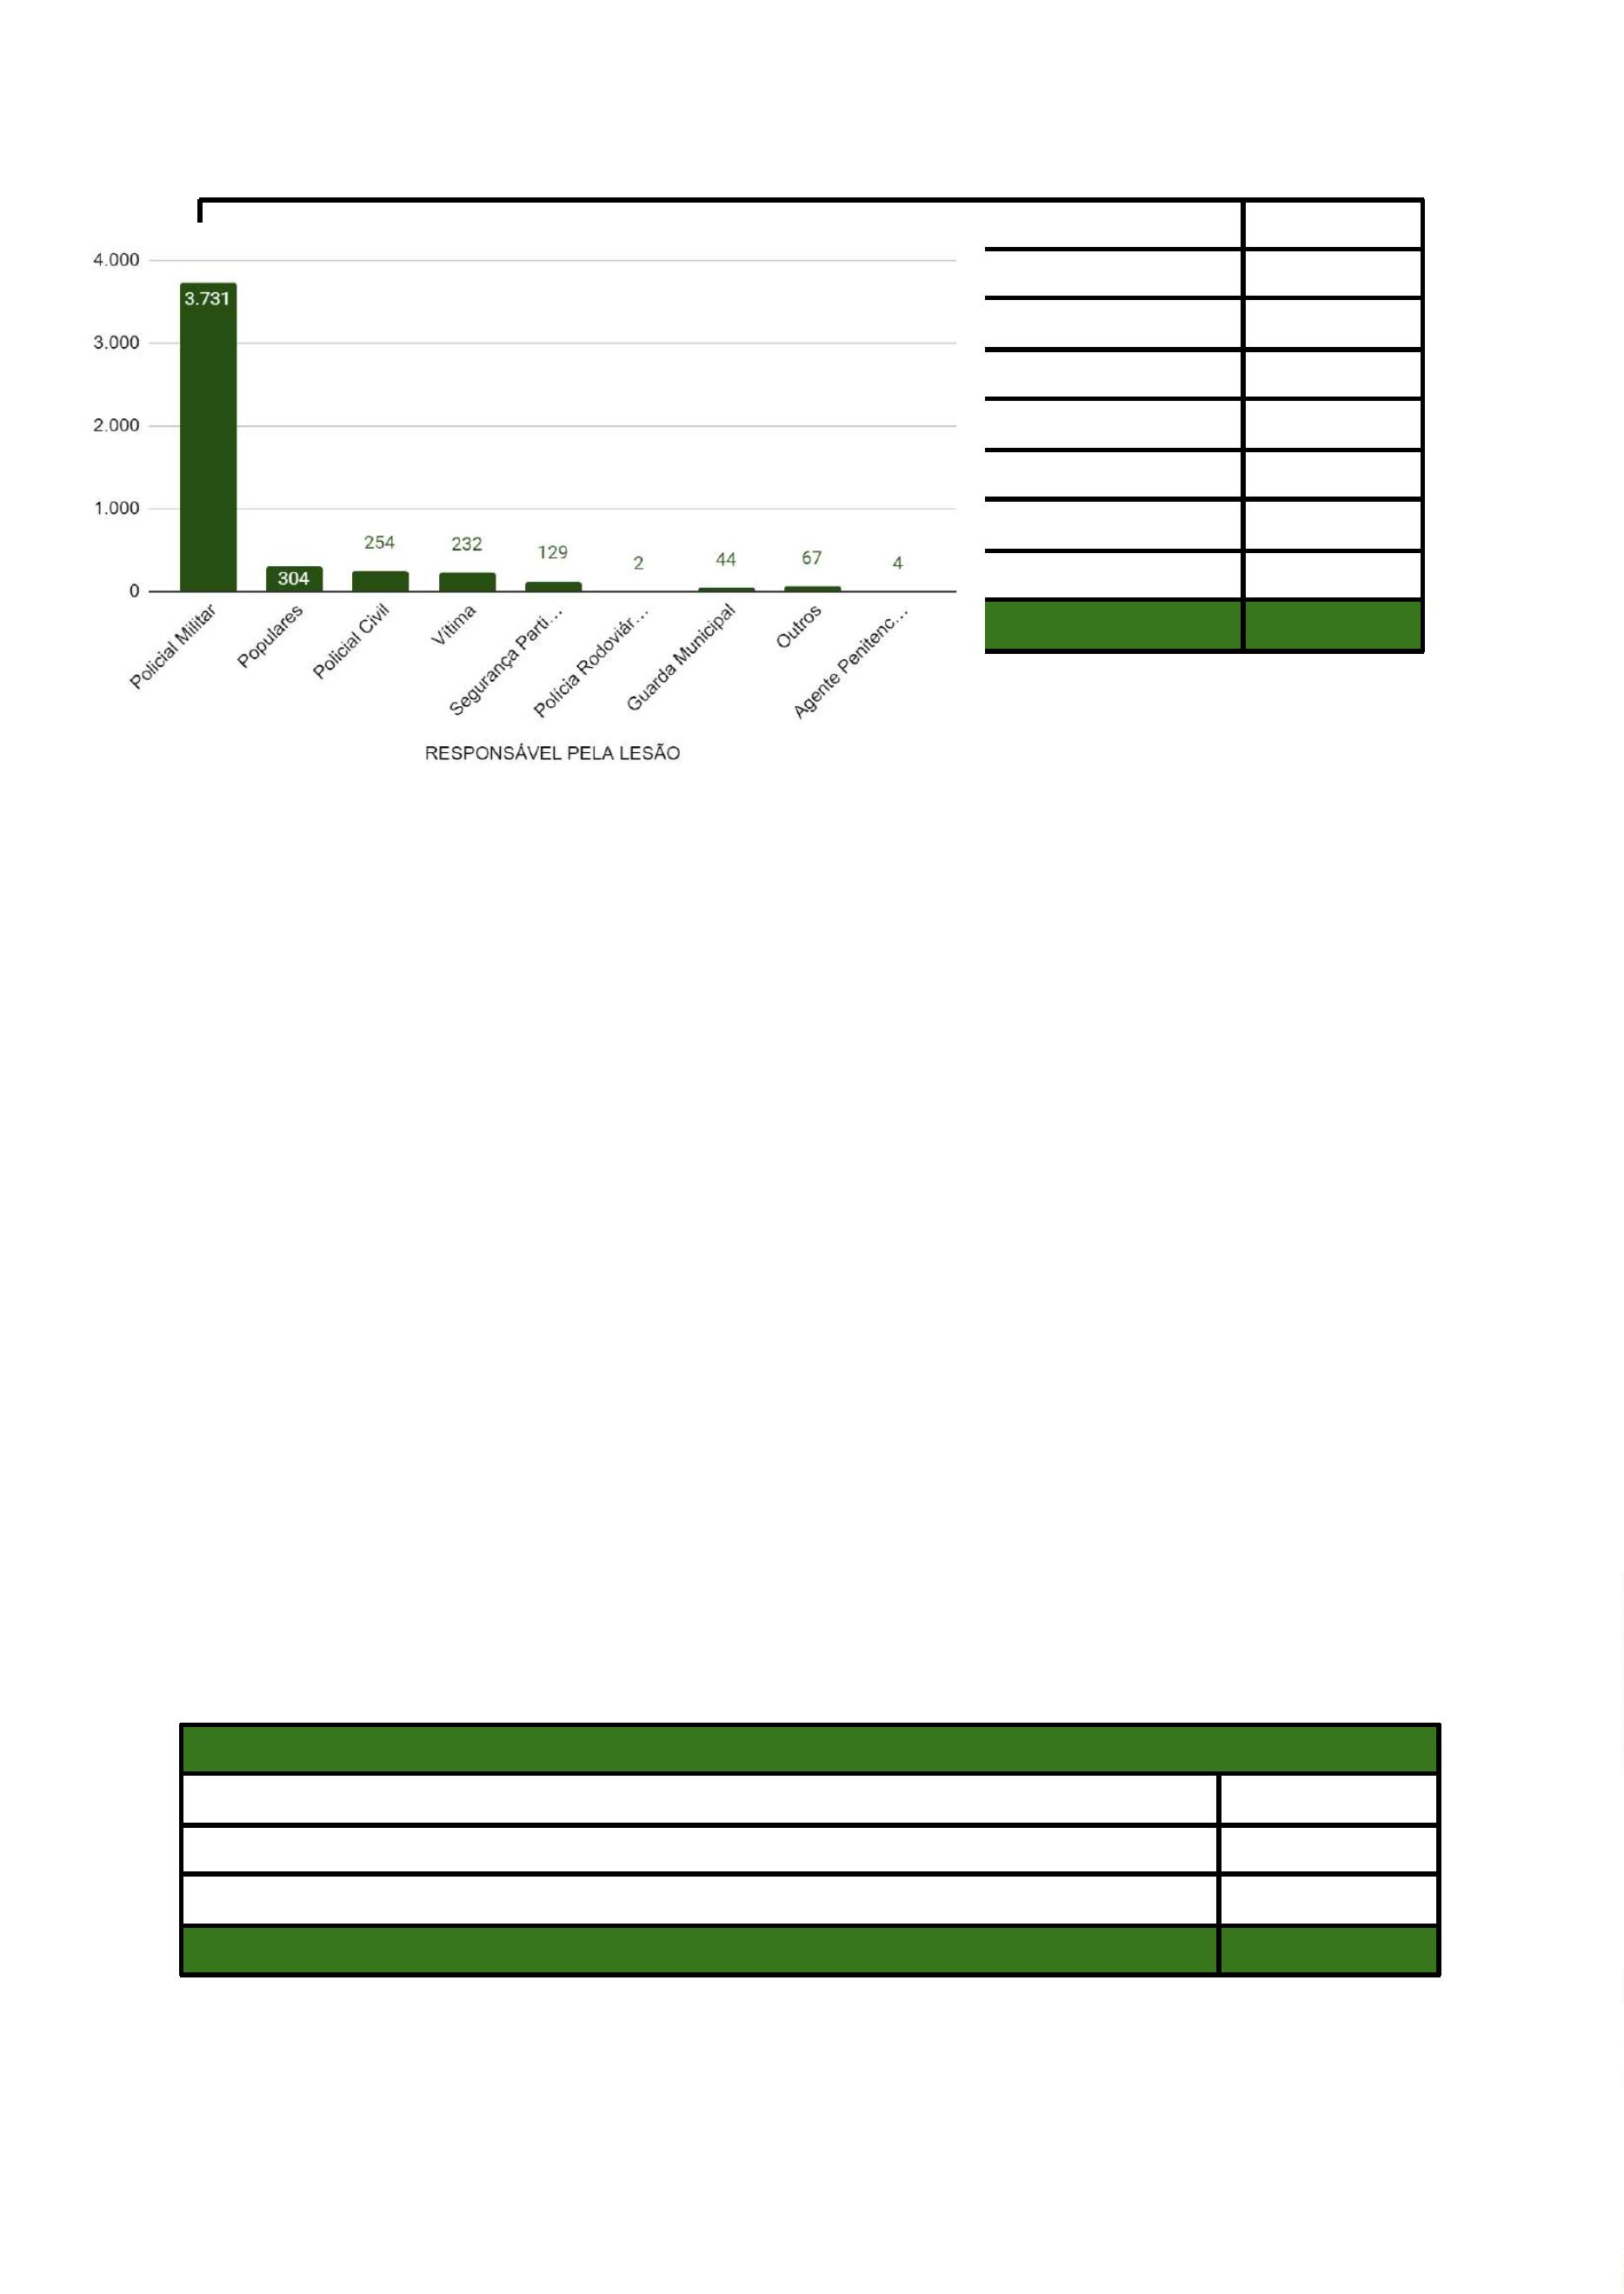 4.000
3.731
3.000
2.000
1.000
254
232
129
2
44
67
4
304
0
Policial Militar
Populares
Policial Civil
Vítima
Segurança Parti...
Polícia Rodoviár...
Guarda Municipal
Outros
Agente Penitenc...
RESPONSÁVEL PELA LESÃO